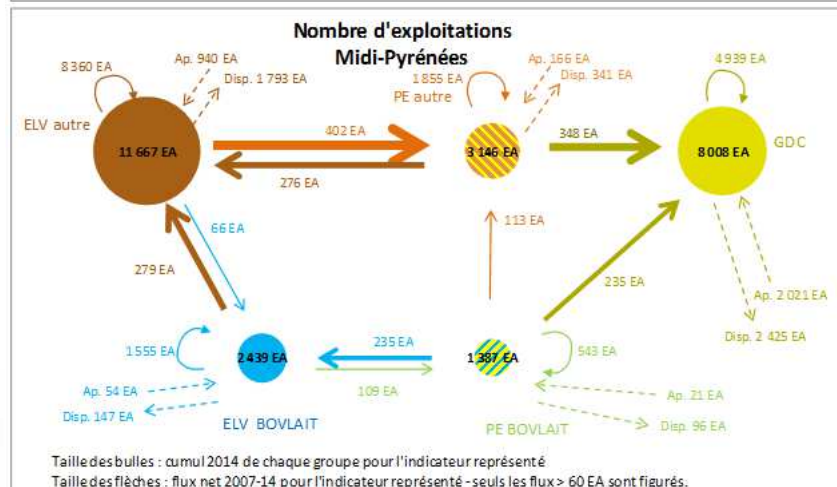 Nombre d'exploitations
Midi-Pyrénées
8 360 EA
Ap. 940 EA
Disp. 1 793 EA
ELV autre
11 667 EA
402 EA
276 EA
1 855 EA
PE autre
Ap. 166 EA
Disp. 341 EA
3 146 EA
348 EA
4 939 EA
8 008 EA
GDC
66 EA
279 EA
113 EA
235 EA
Ap. 2 021 EA
Disp. 2 425 EA
1 555 EA
2 439 EA
235 EA
109 EA
1 387 EA
543 EA
Ap. 54 EA
Disp. 147 EA
ELV BOVLAIT
PE BOVLAIT
Ap. 21 EA
Disp. 96 EA
Taille des bulles : cumul 2014 de chaque groupe pour l'indicateur représenté
Taille des flèches : flux net 2007-14 pour l'indicateur représenté - seuls les flux > 60 EA sont figurés.